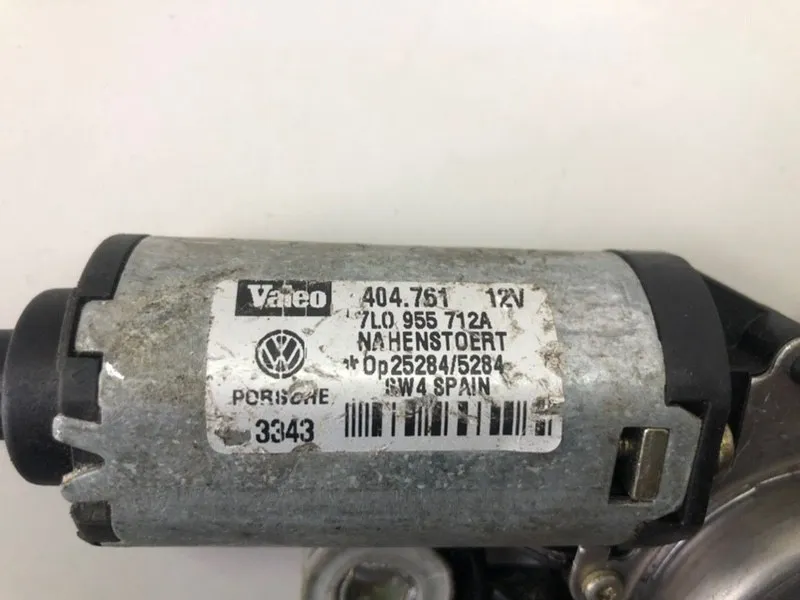 Valeo 404.761 12V
7L0 955 712A
NAHENSTOERT
*Op25284/5284
SW4 SPAIN
PORSCHE
3343